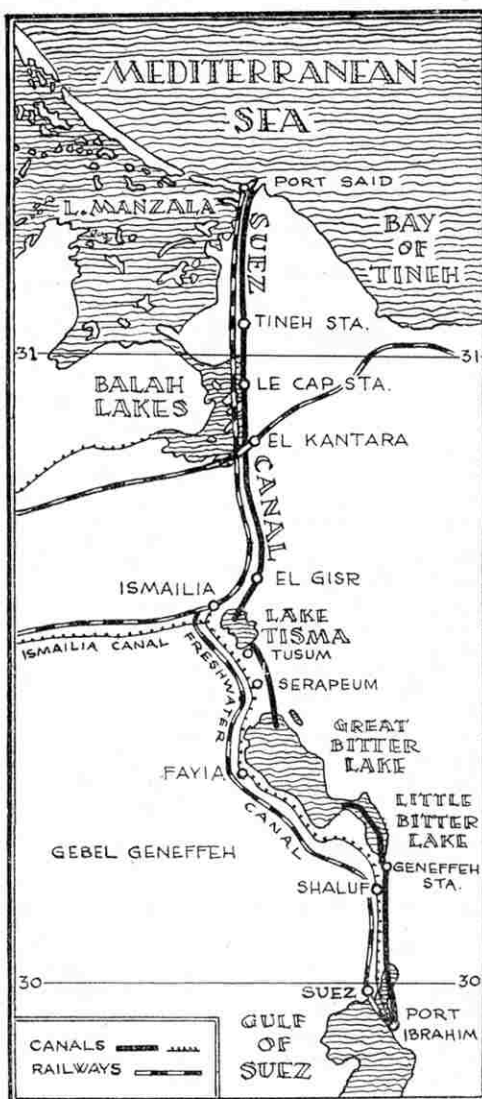 MEDITERRANEAN
SEA
PORT SAID
L. MANZALA
SUEZ
BAY
OF
TINEH
TINEH STA.
31
31
BALAH
LAKES
LE CAP STA.
EL KANTARA
CANAL
EL GISR
ISMAILIA
LAKE
TISMA
ISMAILIA CANAL
TUSUM
FRESHWATER
SERAPEUM
GREAT
BITTER
LAKE
FAYIA
CANAL
LITTLE
BITTER
LAKE
GEBEL GENEFFEH
GENEFFEH
STA.
SHALUF
30
30
SUEZ
PORT
IBRAHIM
GULF
OF
SUEZ
CANALS
RAILWAYS